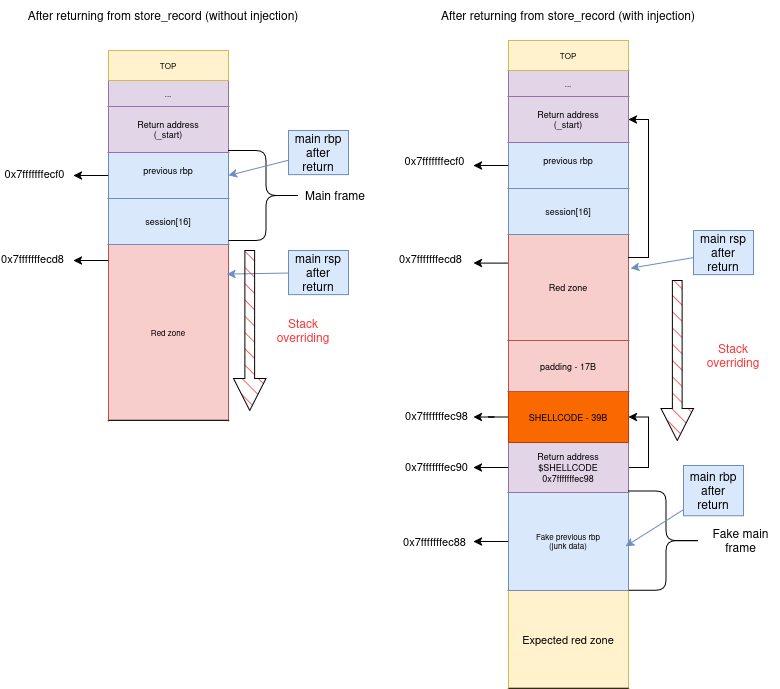 After returning from store_record (without injection)
TOP
...
Return address
(_start)
previous rbp
session[16]
Red zone
0x7fffffffecf0
0x7fffffffecd8
main rbp
after
return
Main frame
main rsp
after
return
Stack
overriding
After returning from store_record (with injection)
TOP
...
Return address
(_start)
previous rbp
session[16]
Red zone
padding - 17B
SHELLCODE - 39B
Return address
$SHELLCODE
0x7fffffffec98
Fake previous rbp
(junk data)
Expected red zone
0x7fffffffecf0
0x7fffffffecd8
0x7fffffffec98
0x7fffffffec90
0x7fffffffec88
main rsp
after
return
Stack
overriding
main rbp
after
return
Fake main
frame